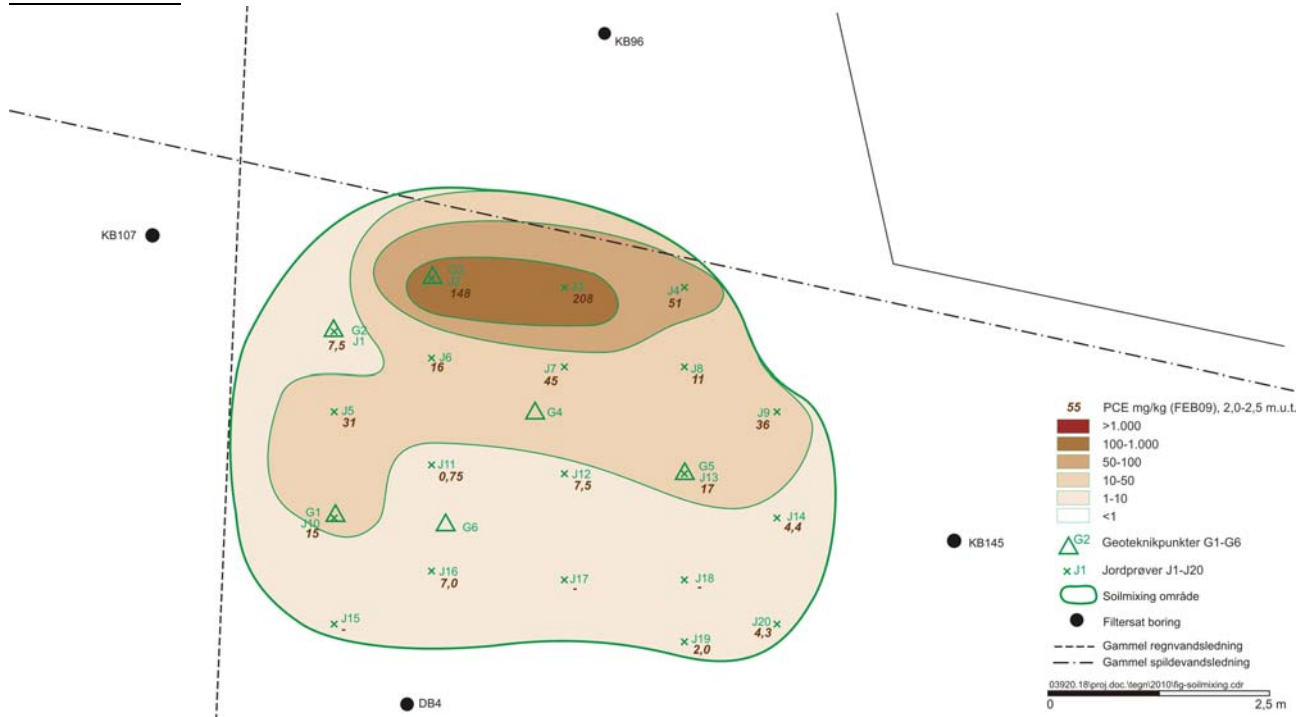 KB96
KB107
G3
J2
148
J3
208
J4
51
G2
J1
7,5
J6
16
J7
45
J8
11
J5
31
G4
J9
36
J11
0,75
J12
7,5
G5
J13
17
G1
J10
15
G6
J14
4,4
KB145
J16
7,0
J17
-
J18
-
J15
-
J19
2,0
J20
4,3
DB4
55 PCE mg/kg (FEB09), 2,0-2,5 m.u.t.
>1.000
100-1.000
50-100
10-50
1-10
<1
G2 Geoteknikpunkter G1-G6
J1 Jordprøver J1-J20
Soilmixing område
Filtersat boring
Gammel regnvandsledning
Gammel spildevandsledning
03920.18\proj.doc.\tegn\2010\fig-soilmixing.cdr
0 2,5 m